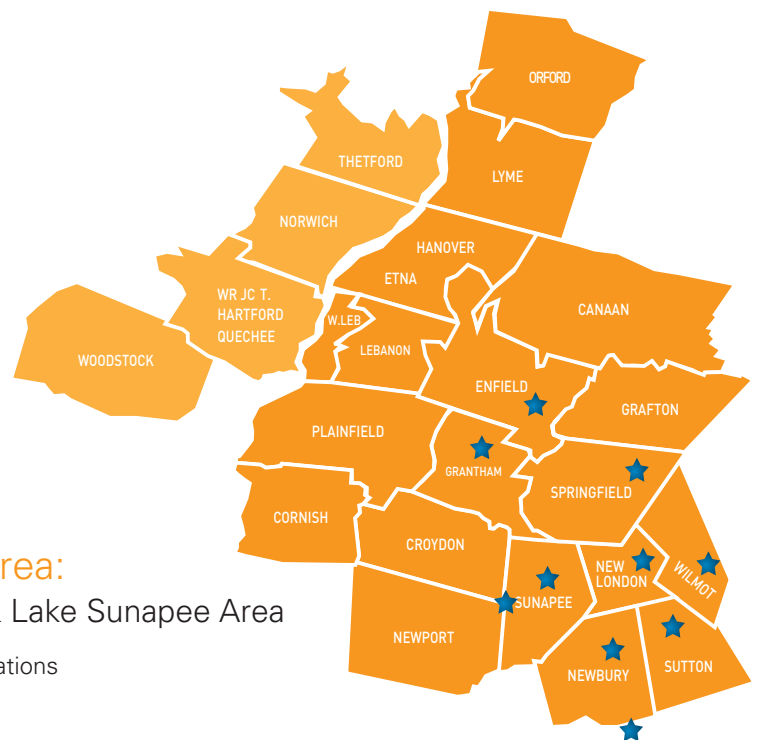 ORFORD
THETFORD
LYME
NORWICH
HANOVER
ETNA
WR JC T.
HARTFORD
QUECHEE
CANAAN
W.LEB
LEBANON
WOODSTOCK
ENFIELD
GRAFTON
PLAINFIELD
GRANTHAM
SPRINGFIELD
CORNISH
CROYDON
NEW
LONDON
WILMOT
SUNAPEE
NEWPORT
NEWBURY
SUTTON
rea:
Lake Sunapee Area
ations